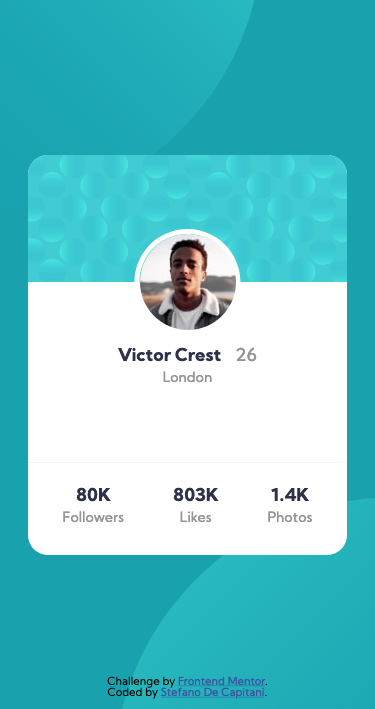 Victor Crest 26
London
80K 803K 1.4K
Followers Likes Photos
Challenge by Frontend Mentor.
Coded by Stefano De Capitani.